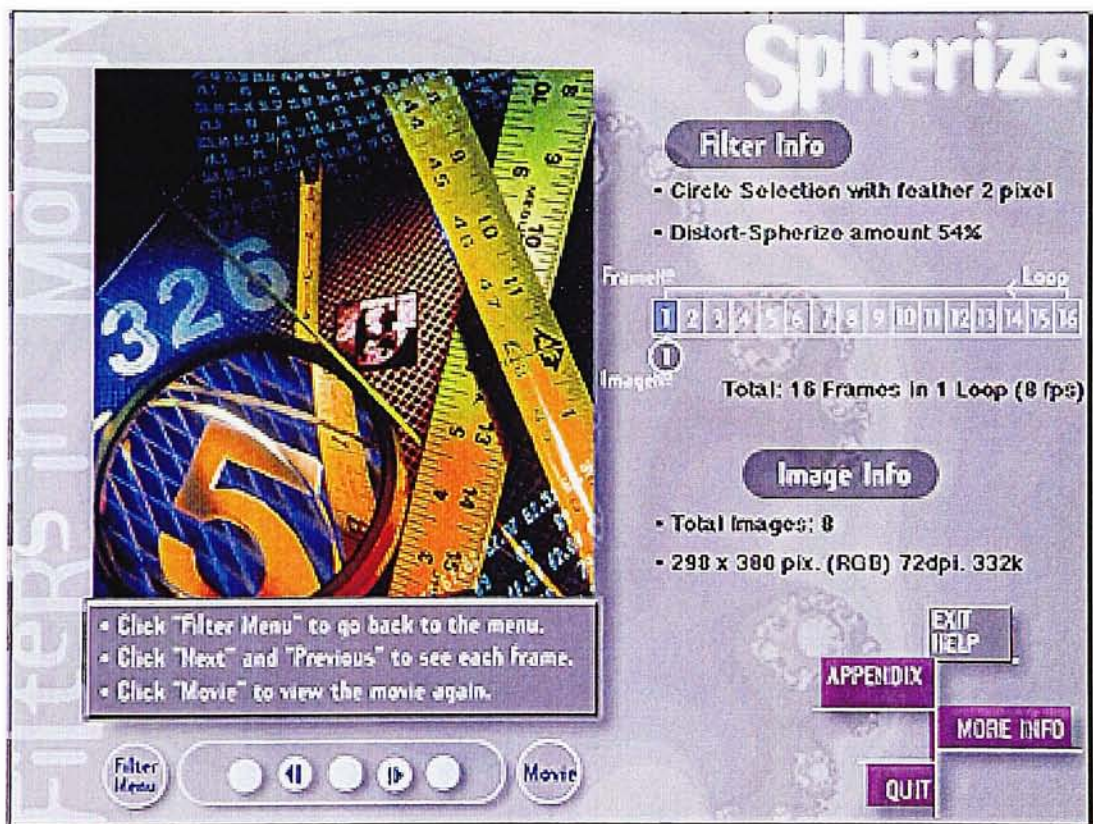 Spherize
FilteRS in MoTioN
326
5
Filter Info
- Circle Selection with feather 2 pixel
- Distort-Spherize amount 54%
Frame
Loop
1 2 3 4 5 6 7 8 9 10 11 12 13 14 15 16
1
Image
Total: 16 Frames in 1 Loop (8 fps)
Image Info
- Total Images: 8
- 298 x 380 pix. (RGB) 72dpi. 332k
• Click "Filter Menu" to go back to the menu.
• Click "Next" and "Previous" to see each frame.
• Click "Movie" to view the movie again.
EXIT
HELP
APPENDIX
MORE INFO
QUIT
Filter
Menu
Movie